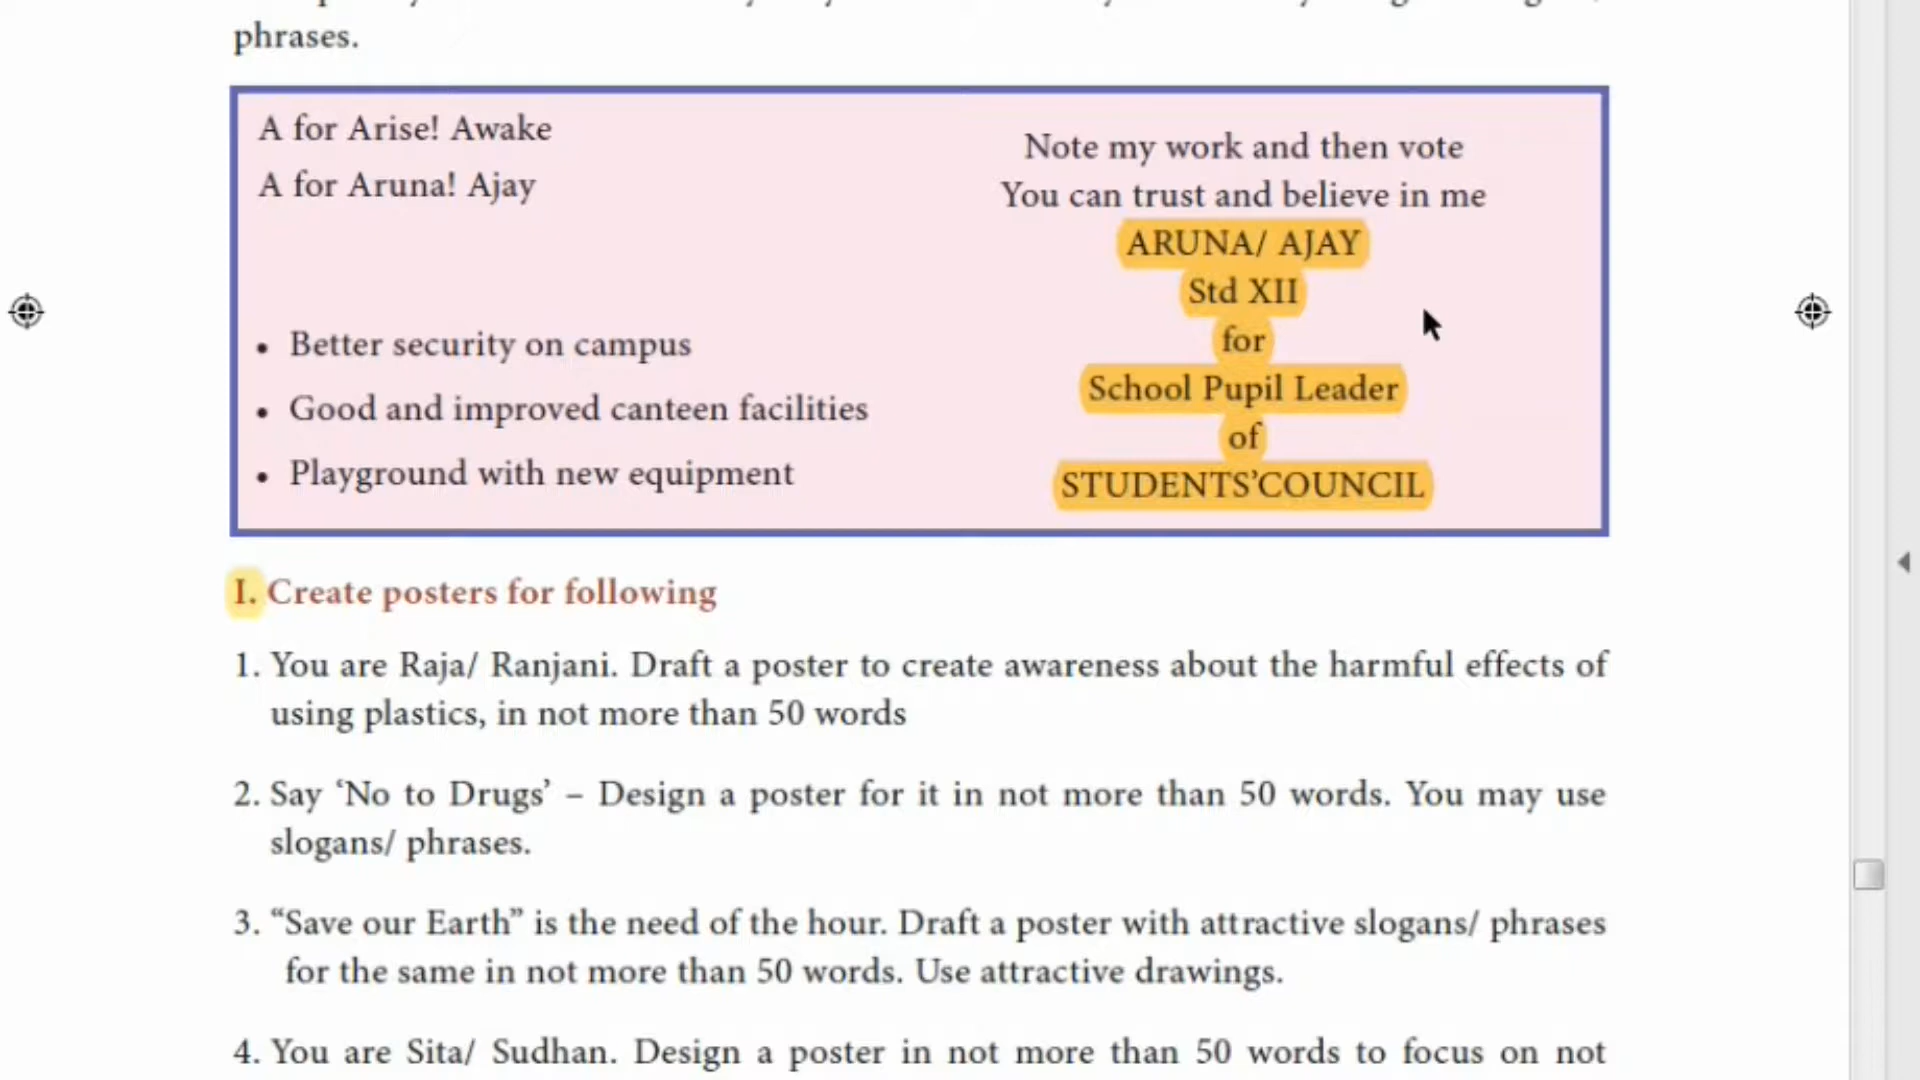 phrases.
A for Arise! Awake
A for Aruna! Ajay
• Better security on campus
• Good and improved canteen facilities
• Playground with new equipment
Note my work and then vote
You can trust and believe in me
ARUNA/ AJAY
Std XII
for
School Pupil Leader
of
STUDENTS’COUNCIL
I. Create posters for following
1. You are Raja/ Ranjani. Draft a poster to create awareness about the harmful effects of
using plastics, in not more than 50 words
2. Say ‘No to Drugs’ – Design a poster for it in not more than 50 words. You may use
slogans/ phrases.
3. “Save our Earth” is the need of the hour. Draft a poster with attractive slogans/ phrases
for the same in not more than 50 words. Use attractive drawings.
4. You are Sita/ Sudhan. Design a poster in not more than 50 words to focus on not